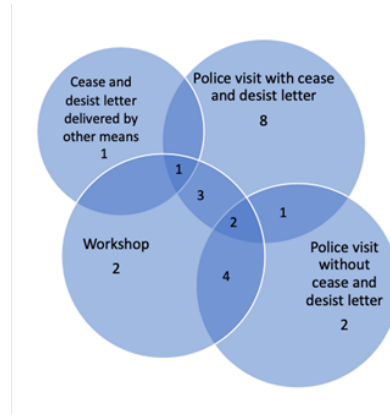 Cease and
desist letter
delivered by
other means
1
Police visit with cease
and desist letter
8
1
3
2
1
Workshop
2
4
Police visit
without
cease and
desist letter
2